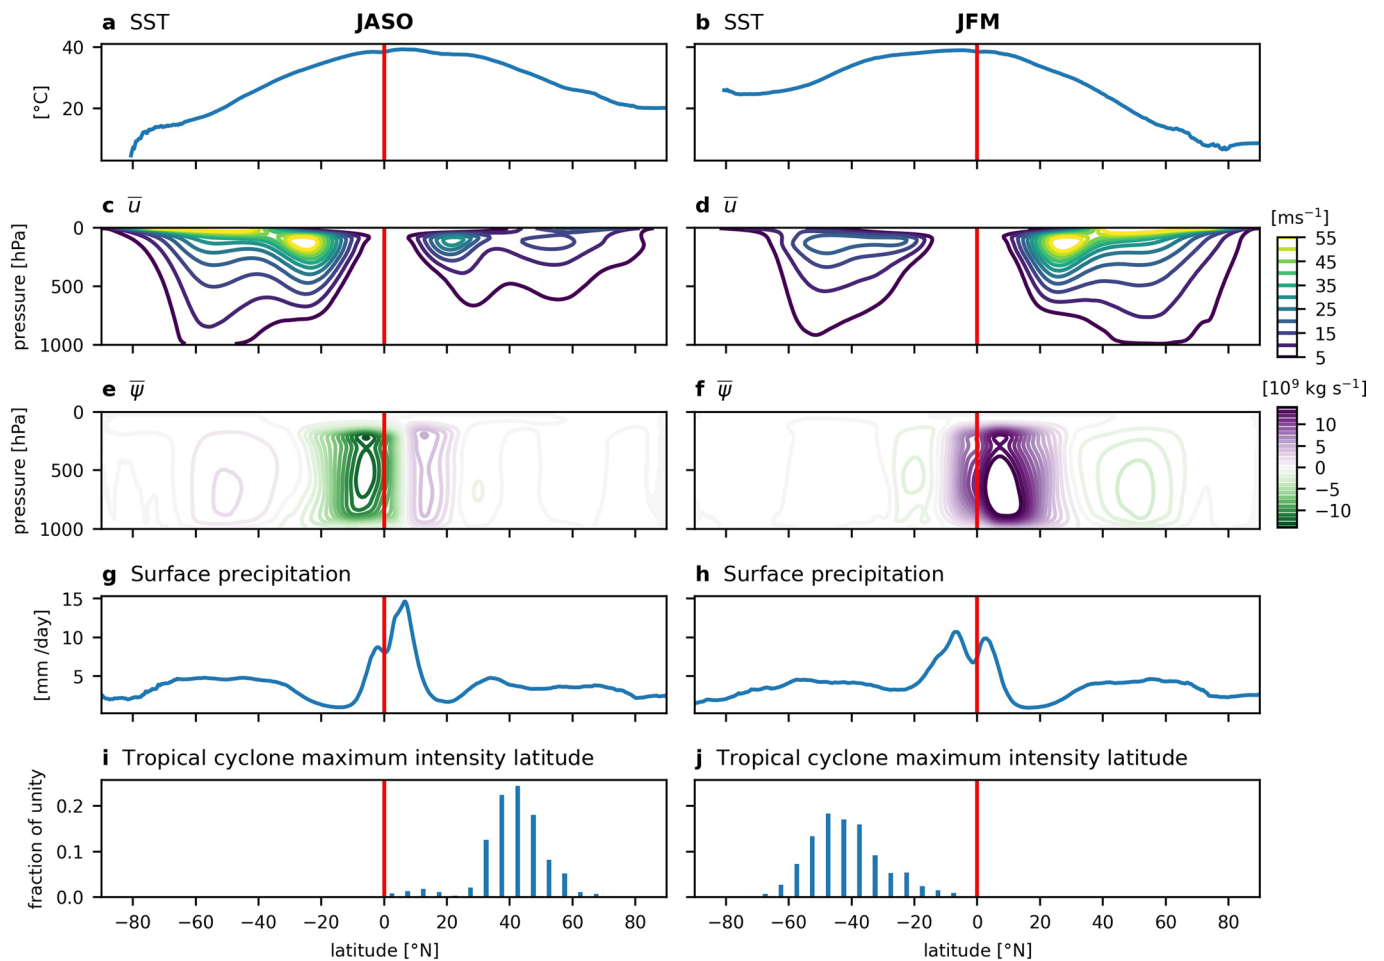 a SST JASO b SST JFM
40
20
[°C]
c u̅ d u̅
0
500
1000
pressure [hPa]
[ms⁻¹]
55
45
35
25
15
5
e ψ̅ f ψ̅
0
500
1000
pressure [hPa]
[10⁹ kg s⁻¹]
10
5
0
−5
−10
g Surface precipitation h Surface precipitation
15
10
5
[mm /day]
i Tropical cyclone maximum intensity latitude j Tropical cyclone maximum intensity latitude
0.2
0.1
0.0
fraction of unity
−80 −60 −40 −20 0 20 40 60 80 −80 −60 −40 −20 0 20 40 60 80
latitude [°N] latitude [°N]